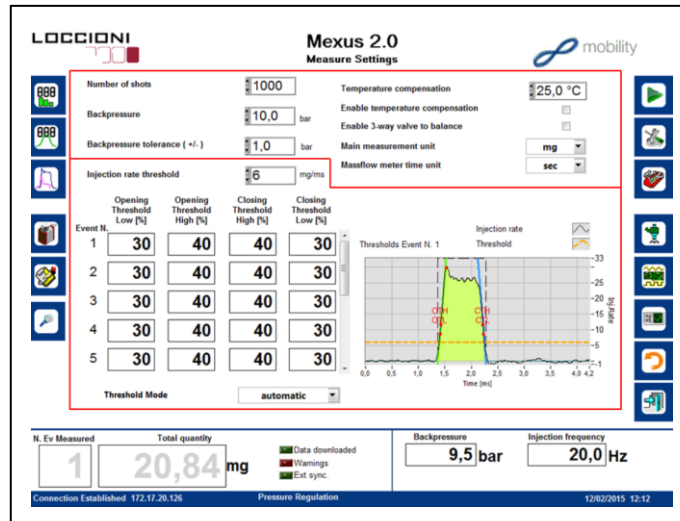 LOCCIONI
Mexus 2.0
mobility
Measure Settings
Number of shots 1000
Temperature compensation 25,0 °C
Enable temperature compensation
Backpressure 10,0 bar
Enable 3-way valve to balance
Backpressure tolerance ( +/- ) 1,0 bar
Main measurement unit mg
Massflow meter time unit sec
Injection rate threshold 6 mg/ms
Event N.
Opening Threshold Low [%]
Opening Threshold High [%]
Closing Threshold High [%]
Closing Threshold Low [%]
1 30 40 40 30
2 30 40 40 30
3 30 40 40 30
4 30 40 40 30
5 30 40 40 30
Threshold Mode automatic
Injection rate
Thresholds Event N. 1 Threshold
33
25
20
15
10
5
-1
Inj.Rate
0,0 0,5 1,0 1,5 2,0 2,5 3,0 3,5 4,0 4,2
Time [ms]
N. Ev Measured
1
Total quantity
20,84 mg
Data downloaded
Warnings
Ext sync.
Backpressure
9,5 bar
Injection frequency
20,0 Hz
Connection Established 172.17.20.126 Pressure Regulation 12/02/2015 12:12